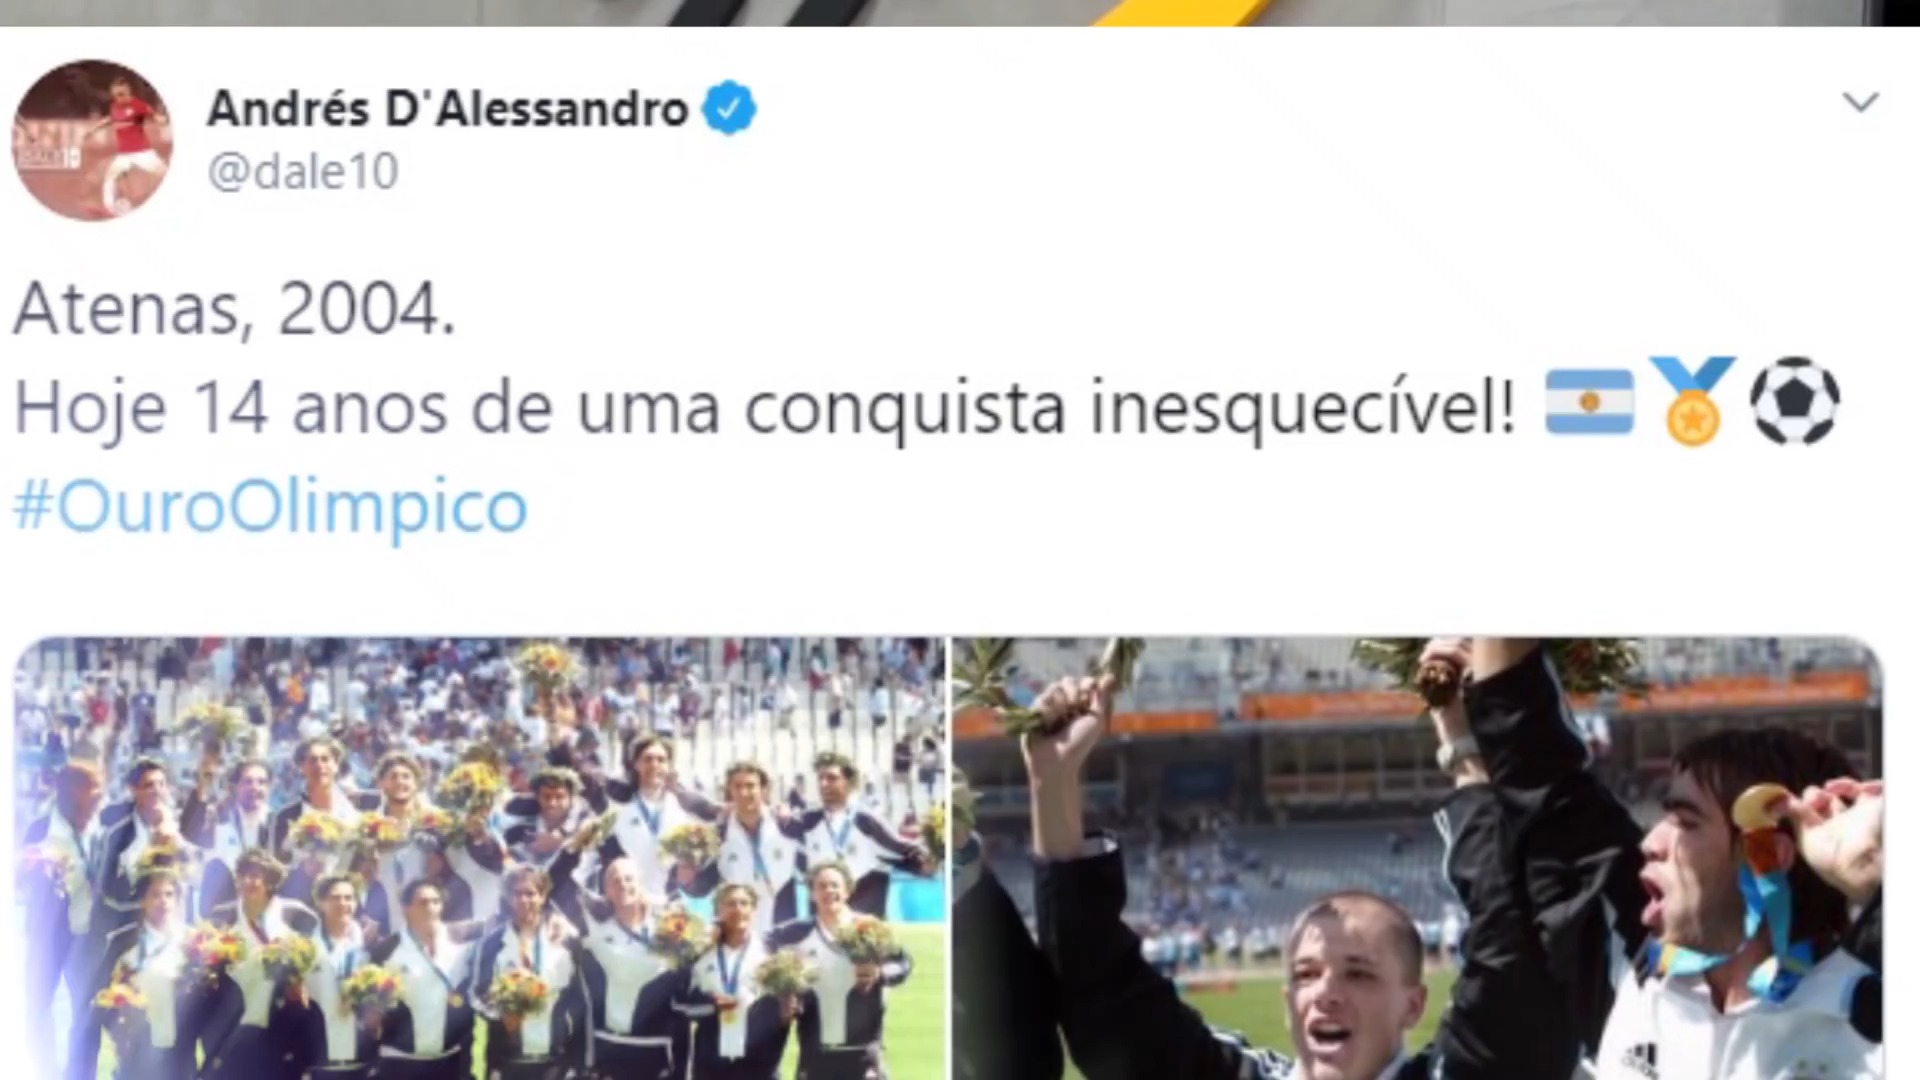 Andrés D'Alessandro
@dale10
Atenas, 2004.
Hoje 14 anos de uma conquista inesquecível!
#OuroOlimpico